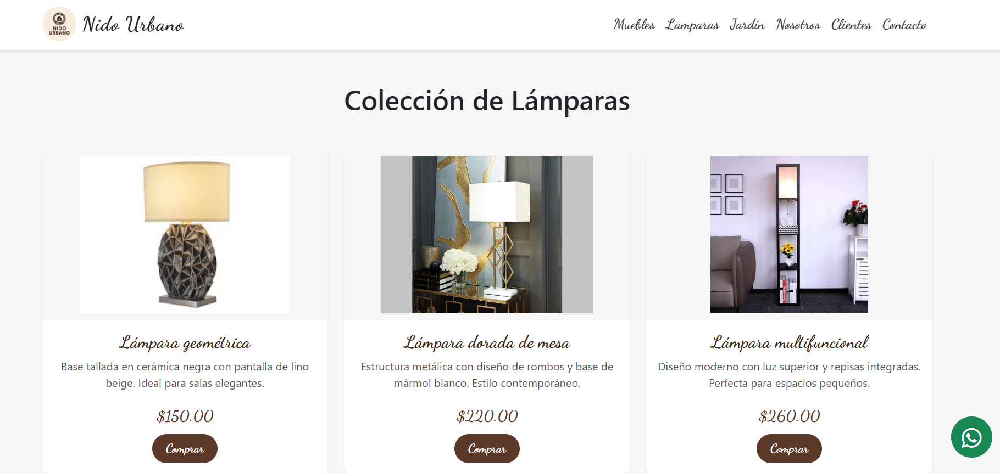 NIDO
URBANO
Nido Urbano
Muebles Lamparas Jardín Nosotros Clientes Contacto
Colección de Lámparas
Lámpara geométrica
Base tallada en cerámica negra con pantalla de lino
beige. Ideal para salas elegantes.
$150.00
Comprar
Lámpara dorada de mesa
Estructura metálica con diseño de rombos y base de
mármol blanco. Estilo contemporáneo.
$220.00
Comprar
Lámpara multifuncional
Diseño moderno con luz superior y repisas integradas.
Perfecta para espacios pequeños.
$260.00
Comprar